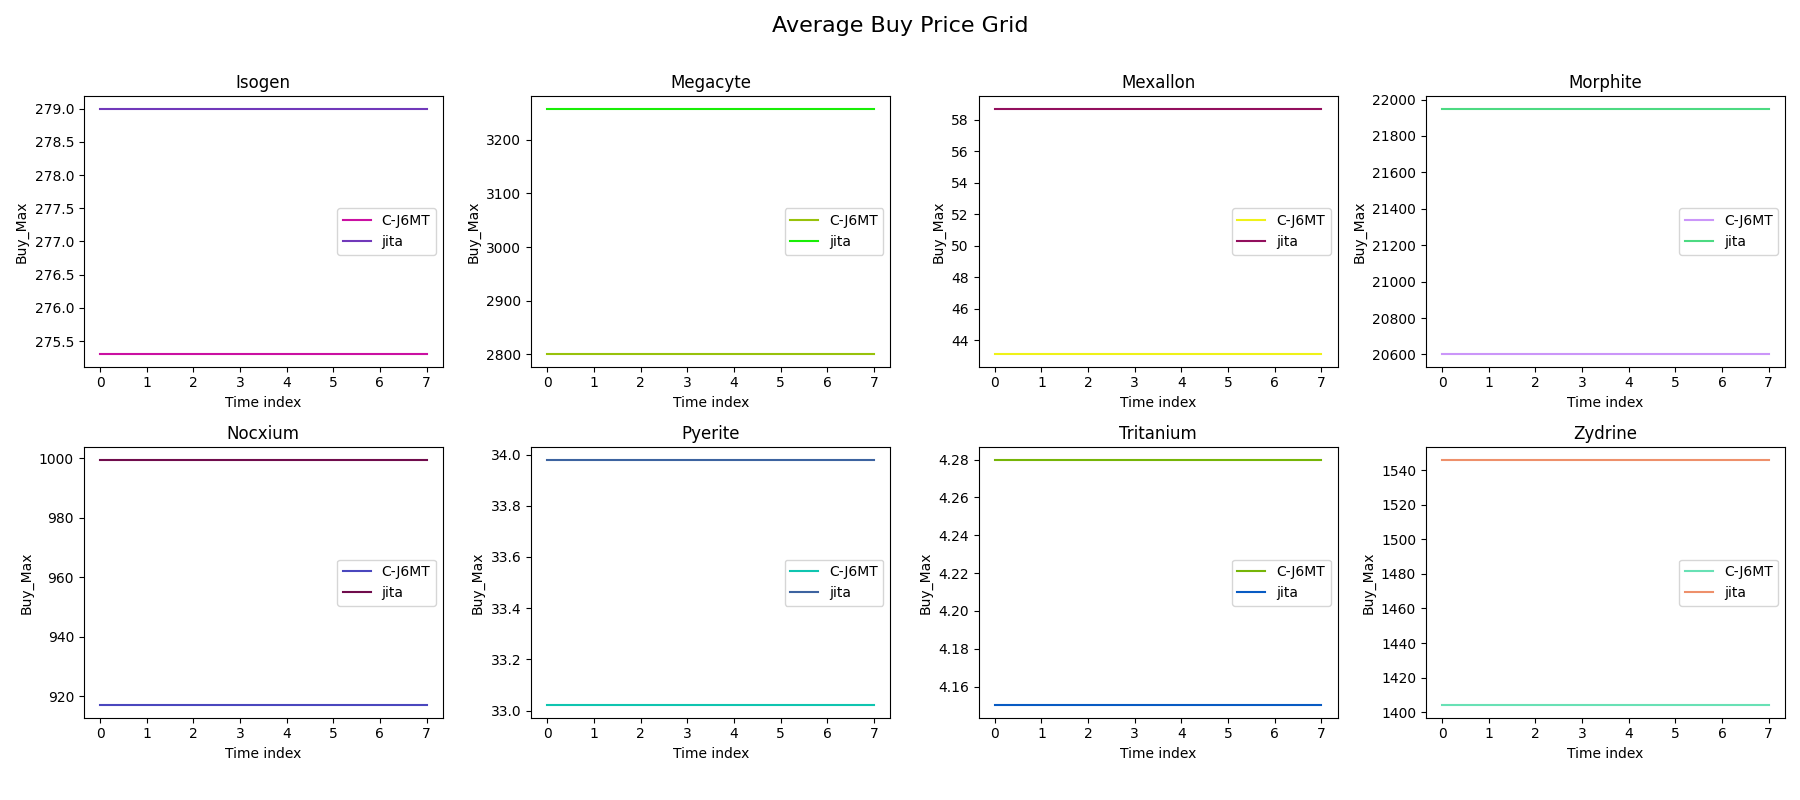 Average Buy Price Grid
Isogen
279.0
278.5
278.0
277.5
277.0
276.5
276.0
275.5
Buy_Max
C-J6MT
jita
0 1 2 3 4 5 6 7
Time index
Megacyte
3200
3100
3000
2900
2800
Buy_Max
C-J6MT
jita
0 1 2 3 4 5 6 7
Time index
Mexallon
58
56
54
52
50
48
46
44
Buy_Max
C-J6MT
jita
0 1 2 3 4 5 6 7
Time index
Morphite
22000
21800
21600
21400
21200
21000
20800
20600
Buy_Max
C-J6MT
jita
0 1 2 3 4 5 6 7
Time index
Nocxium
1000
980
960
940
920
Buy_Max
C-J6MT
jita
0 1 2 3 4 5 6 7
Time index
Pyerite
34.0
33.8
33.6
33.4
33.2
33.0
Buy_Max
C-J6MT
jita
0 1 2 3 4 5 6 7
Time index
Tritanium
4.28
4.26
4.24
4.22
4.20
4.18
4.16
Buy_Max
C-J6MT
jita
0 1 2 3 4 5 6 7
Time index
Zydrine
1540
1520
1500
1480
1460
1440
1420
1400
Buy_Max
C-J6MT
jita
0 1 2 3 4 5 6 7
Time index